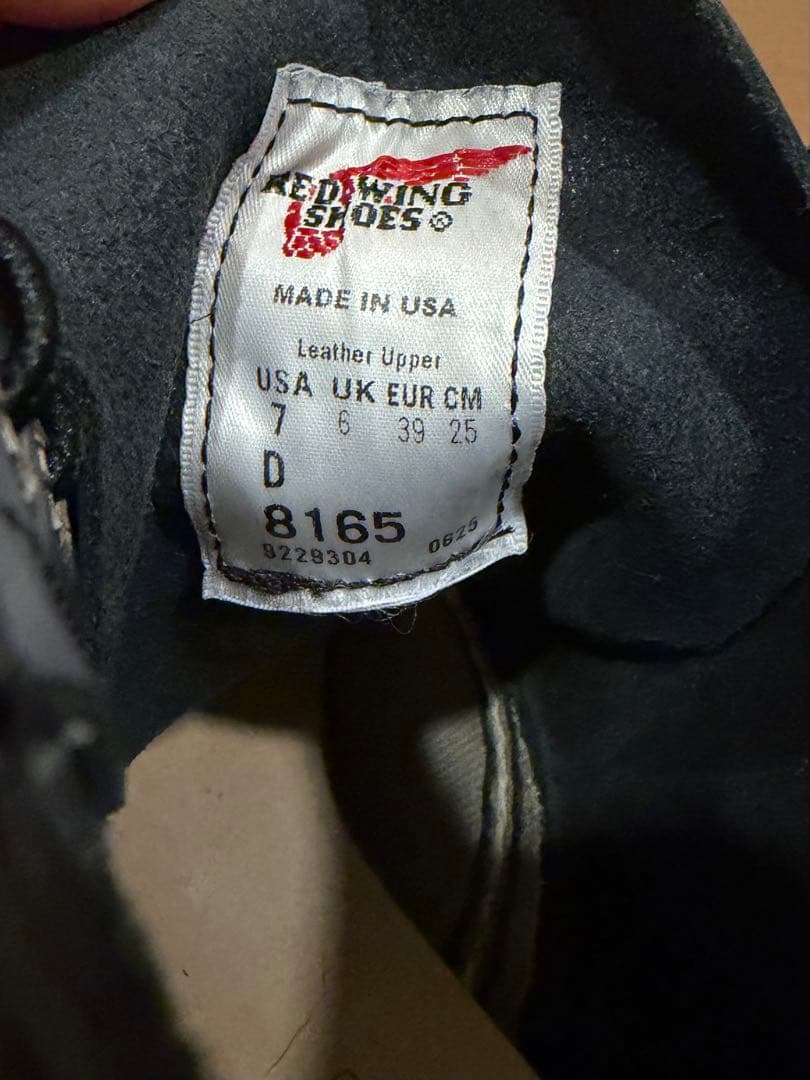 RED WING
SHOES®
MADE IN USA
Leather Upper
USA UK EUR CM
7 6 39 25
D
8165
9229304 0625